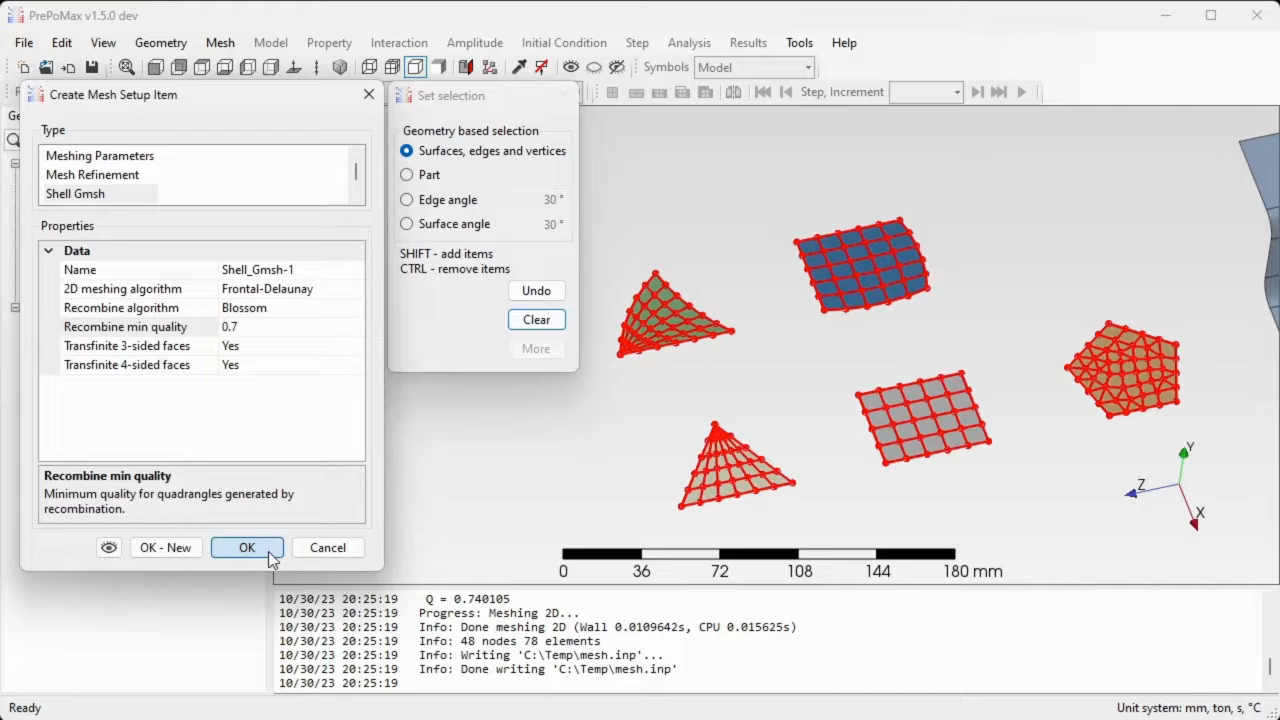 PrePoMax v1.5.0 dev
File Edit View Geometry Mesh Model Property Interaction Amplitude Initial Condition Step Analysis Results Tools Help
Symbols Model
Step, Increment
Create Mesh Setup Item
Type
Meshing Parameters
Mesh Refinement
Shell Gmsh
Properties
Data
Name Shell_Gmsh-1
2D meshing algorithm Frontal-Delaunay
Recombine algorithm Blossom
Recombine min quality 0.7
Transfinite 3-sided faces Yes
Transfinite 4-sided faces Yes
Recombine min quality
Minimum quality for quadrangles generated by
recombination.
OK - New OK Cancel
Set selection
Geometry based selection
Surfaces, edges and vertices
Part
Edge angle 30 °
Surface angle 30 °
SHIFT - add items
CTRL - remove items
Undo
Clear
More
Y
Z
X
0 36 72 108 144 180 mm
10/30/23 20:25:19 Q = 0.740105
10/30/23 20:25:19 Progress: Meshing 2D...
10/30/23 20:25:19 Info: Done meshing 2D (Wall 0.0109642s, CPU 0.015625s)
10/30/23 20:25:19 Info: 48 nodes 78 elements
10/30/23 20:25:19 Info: Writing 'C:\Temp\mesh.inp'...
10/30/23 20:25:19 Info: Done writing 'C:\Temp\mesh.inp'
10/30/23 20:25:19
Ready Unit system: mm, ton, s, °C